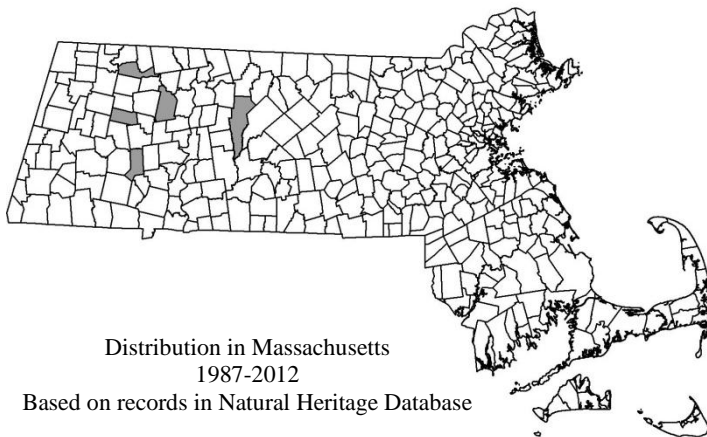 Distribution in Massachusetts
1987-2012
Based on records in Natural Heritage Database